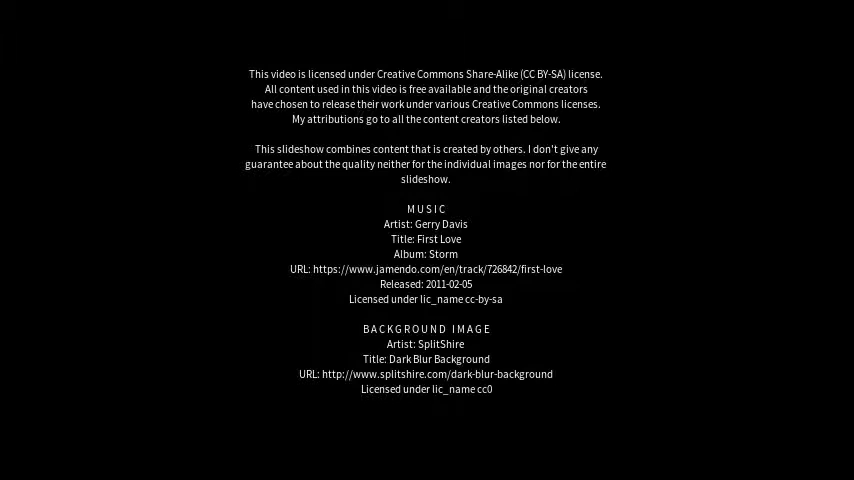 This video is licensed under Creative Commons Share-Alike (CC BY-SA) license.
All content used in this video is free available and the original creators
have chosen to release their work under various Creative Commons licenses.
My attributions go to all the content creators listed below.
This slideshow combines content that is created by others. I don't give any
guarantee about the quality neither for the individual images nor for the entire
slideshow.
MUSIC
Artist: Gerry Davis
Title: First Love
Album: Storm
URL: https://www.jamendo.com/en/track/726842/first-love
Released: 2011-02-05
Licensed under lic_name cc-by-sa
BACKGROUND IMAGE
Artist: SplitShire
Title: Dark Blur Background
URL: http://www.splitshire.com/dark-blur-background
Licensed under lic_name cc0